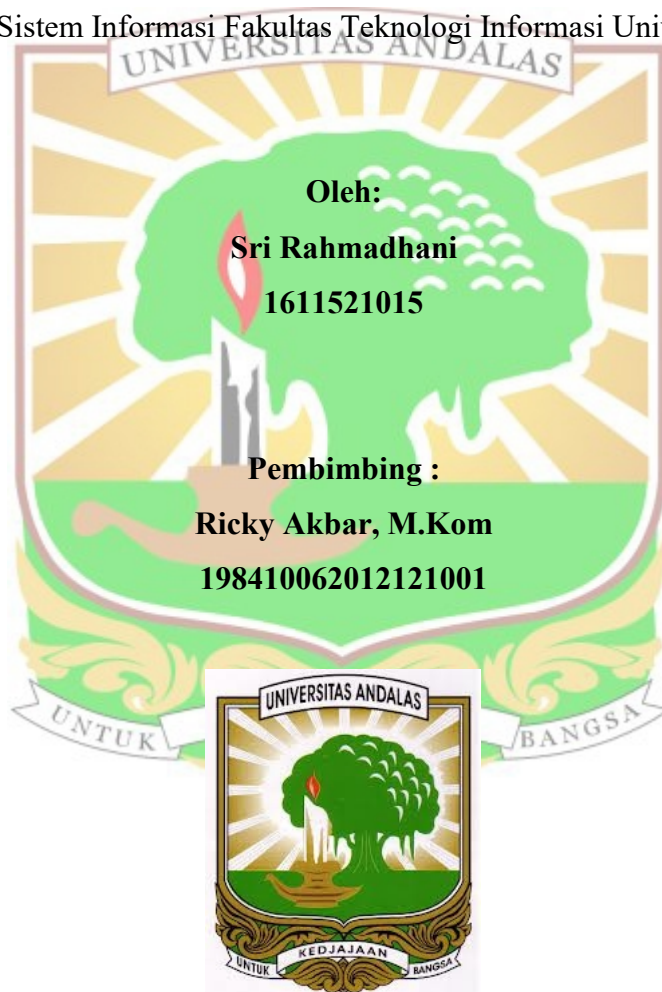 Sistem Informasi Fakultas Teknologi Informasi Uni
UNIVERSITAS ANDALAS
Oleh:
Sri Rahmadhani
1611521015
Pembimbing :
Ricky Akbar, M.Kom
198410062012121001
UNTUK BANGSA
UNIVERSITAS ANDALAS
UNTUK KEDJAJAAN BANGSA